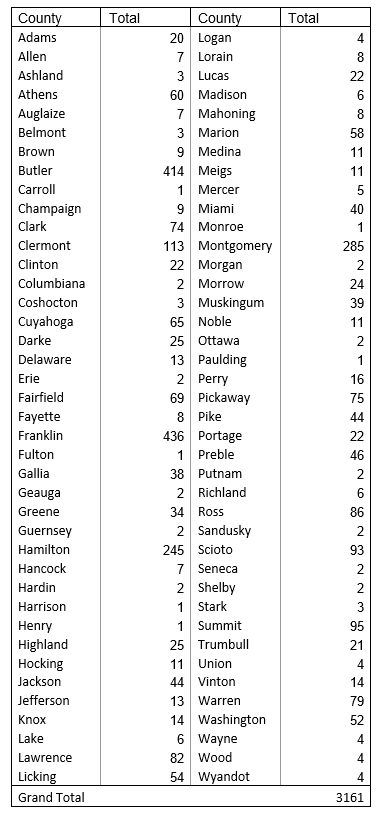 County Total County Total
Adams 20 Logan 4
Allen 7 Lorain 8
Ashland 3 Lucas 22
Athens 60 Madison 6
Auglaize 7 Mahoning 8
Belmont 3 Marion 58
Brown 9 Medina 11
Butler 414 Meigs 11
Carroll 1 Mercer 5
Champaign 9 Miami 40
Clark 74 Monroe 1
Clermont 113 Montgomery 285
Clinton 22 Morgan 2
Columbiana 2 Morrow 24
Coshocton 3 Muskingum 39
Cuyahoga 65 Noble 11
Darke 25 Ottawa 2
Delaware 13 Paulding 1
Erie 2 Perry 16
Fairfield 69 Pickaway 75
Fayette 8 Pike 44
Franklin 436 Portage 22
Fulton 1 Preble 46
Gallia 38 Putnam 2
Geauga 2 Richland 6
Greene 34 Ross 86
Guernsey 2 Sandusky 2
Hamilton 245 Scioto 93
Hancock 7 Seneca 2
Hardin 2 Shelby 2
Harrison 1 Stark 3
Henry 1 Summit 95
Highland 25 Trumbull 21
Hocking 11 Union 4
Jackson 44 Vinton 14
Jefferson 13 Warren 79
Knox 14 Washington 52
Lake 6 Wayne 4
Lawrence 82 Wood 4
Licking 54 Wyandot 4
Grand Total 3161